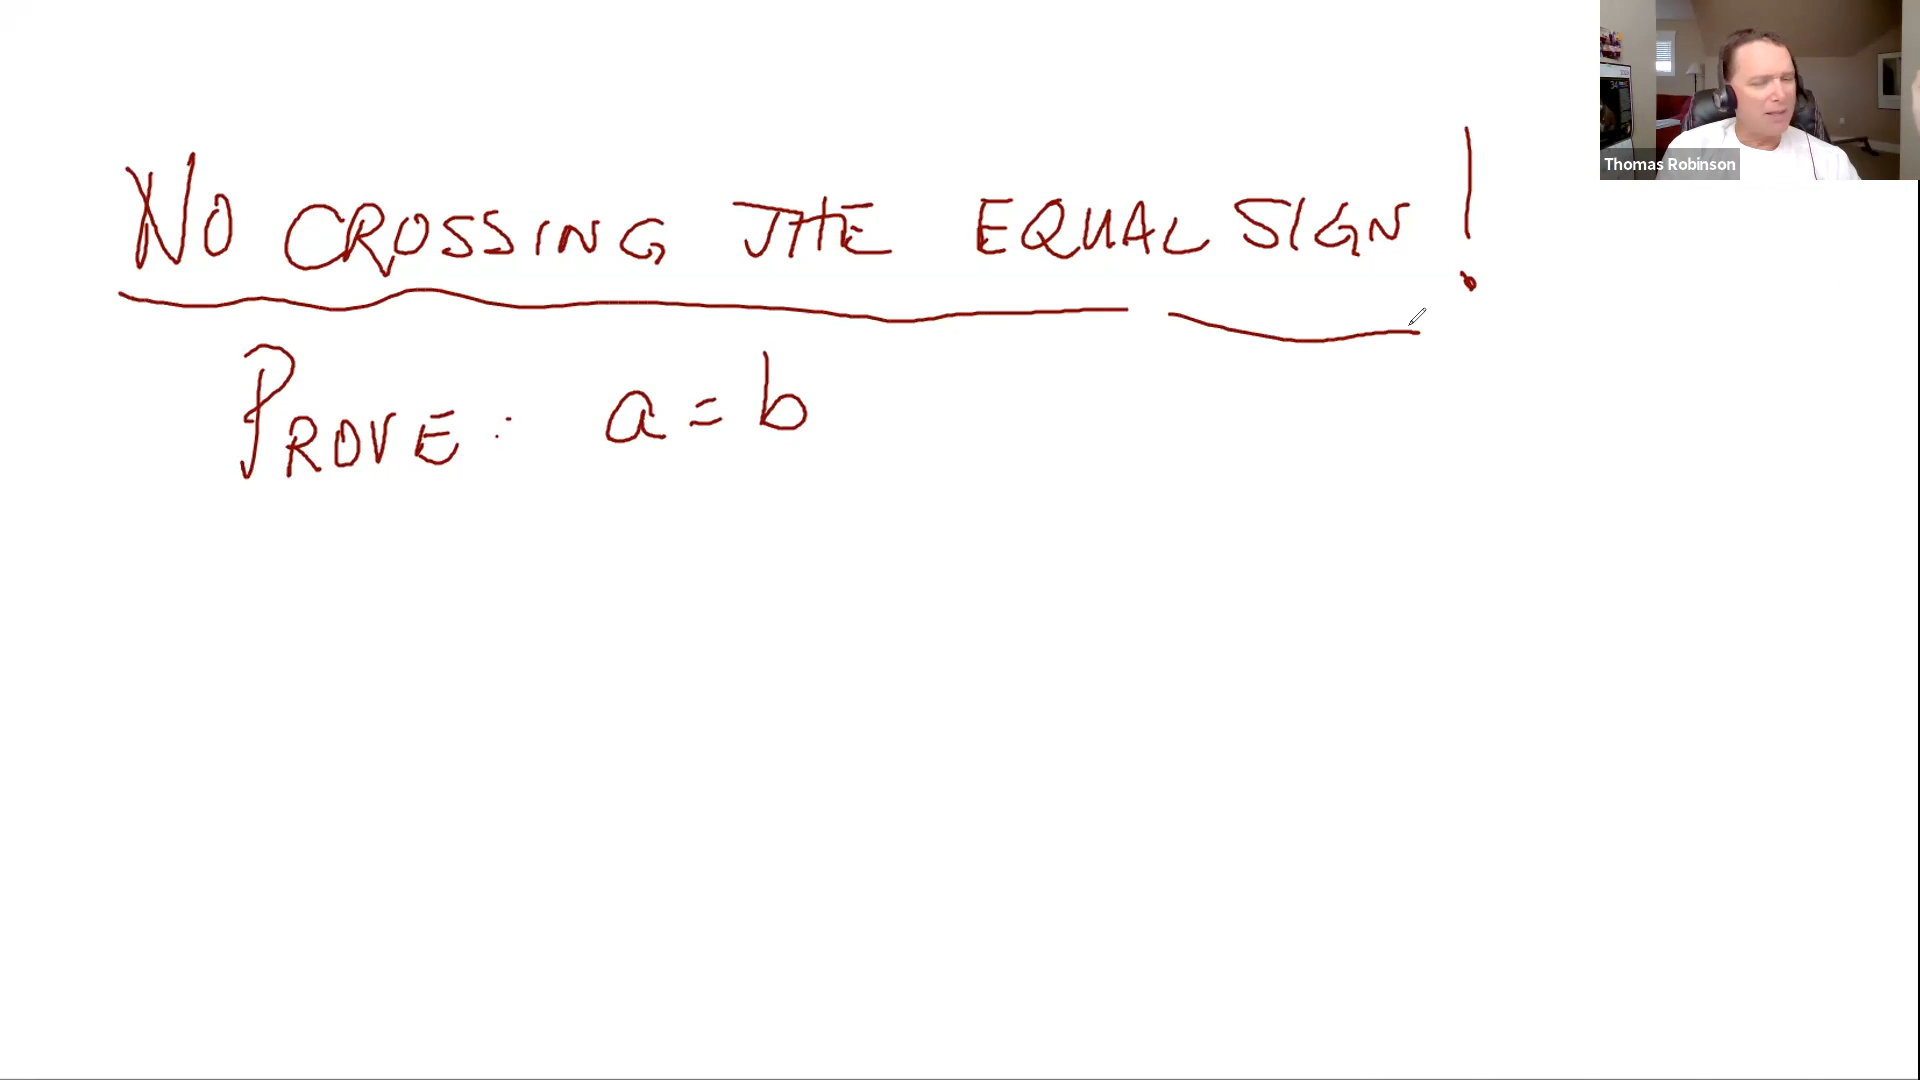 NO CROSSING THE EQUAL SIGN!
PROVE: a = b
Thomas Robinson